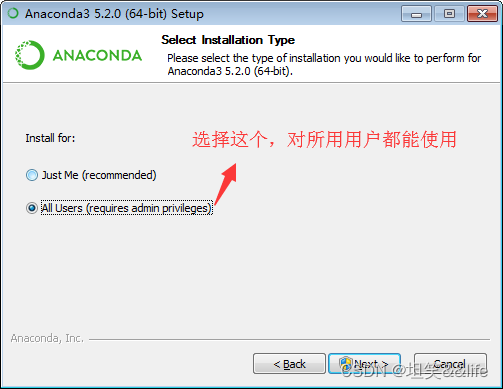 Anaconda3 5.2.0 (64-bit) Setup
ANACONDA
Select Installation Type
Please select the type of installation you would like to perform for
Anaconda3 5.2.0 (64-bit).
Install for:
选择这个，对所用用户都能使用
Just Me (recommended)
All Users (requires admin privileges)
Anaconda, Inc.
< Back
Next >
Cancel
CSDN @坦笑&&life